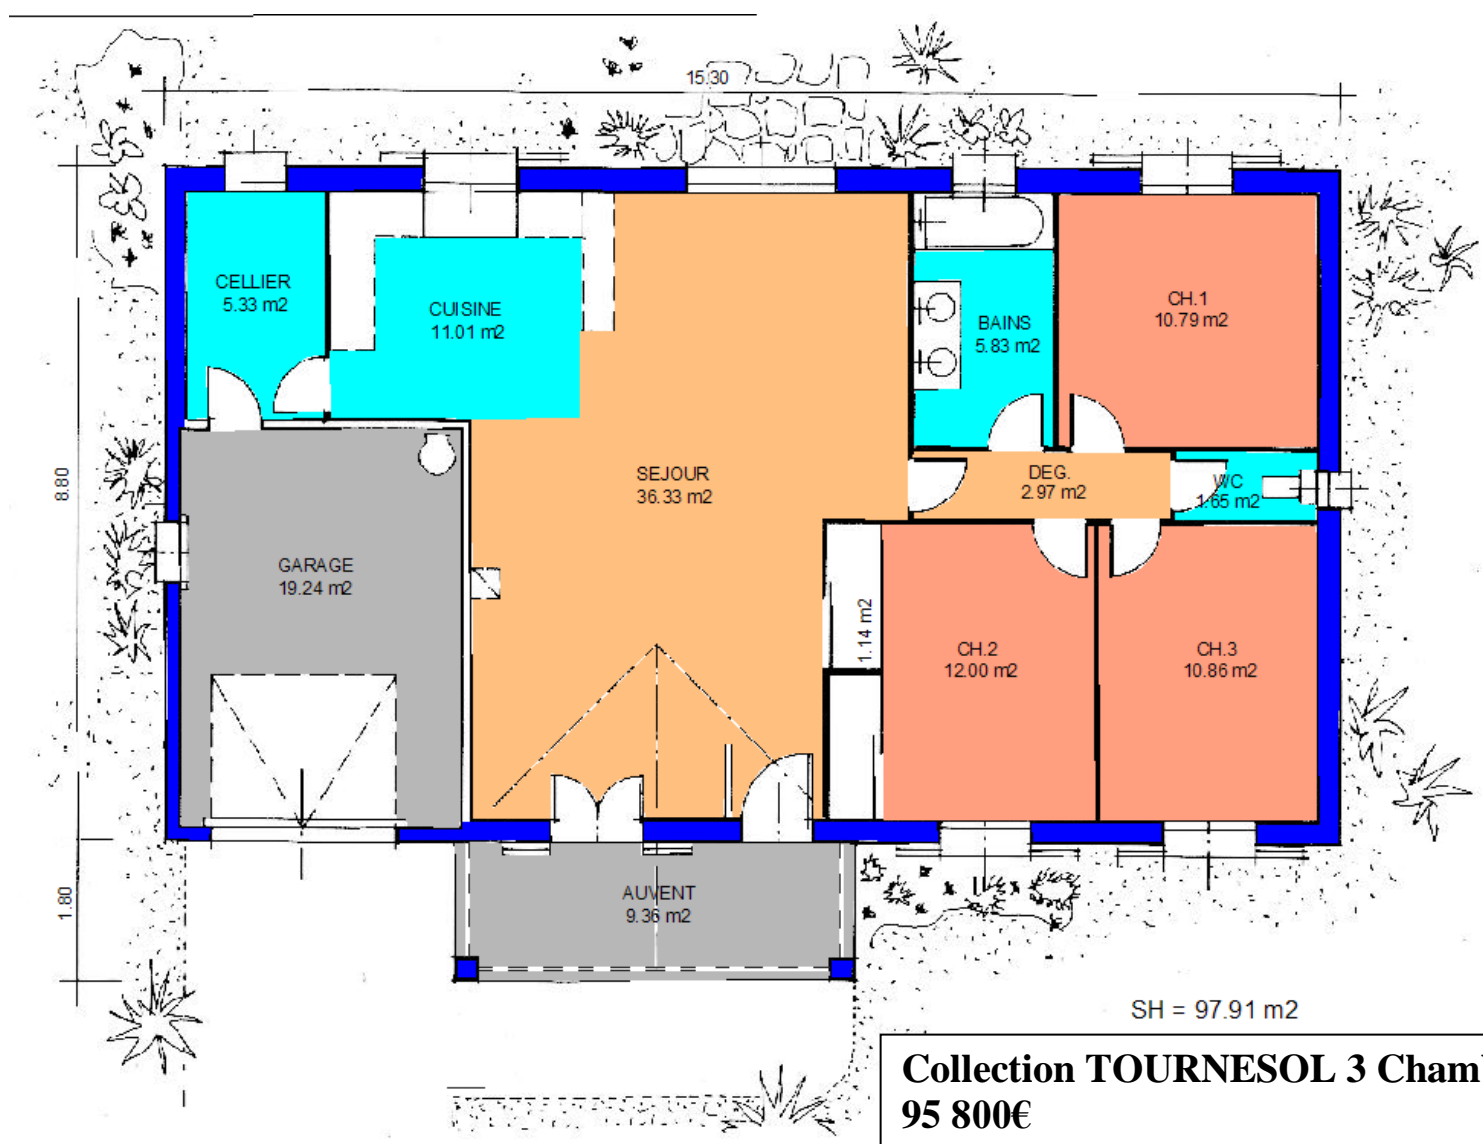 15.30
CELLIER
5.33 m2
CUISINE
11.01 m2
BAINS
5.83 m2
CH.1
10.79 m2
8.80
SEJOUR
36.33 m2
DEG.
2.97 m2
WC
1.65 m2
GARAGE
19.24 m2
1.14 m2
CH.2
12.00 m2
CH.3
10.86 m2
1.80
AUVENT
9.36 m2
SH = 97.91 m2
Collection TOURNESOL 3 Cham
95 800€